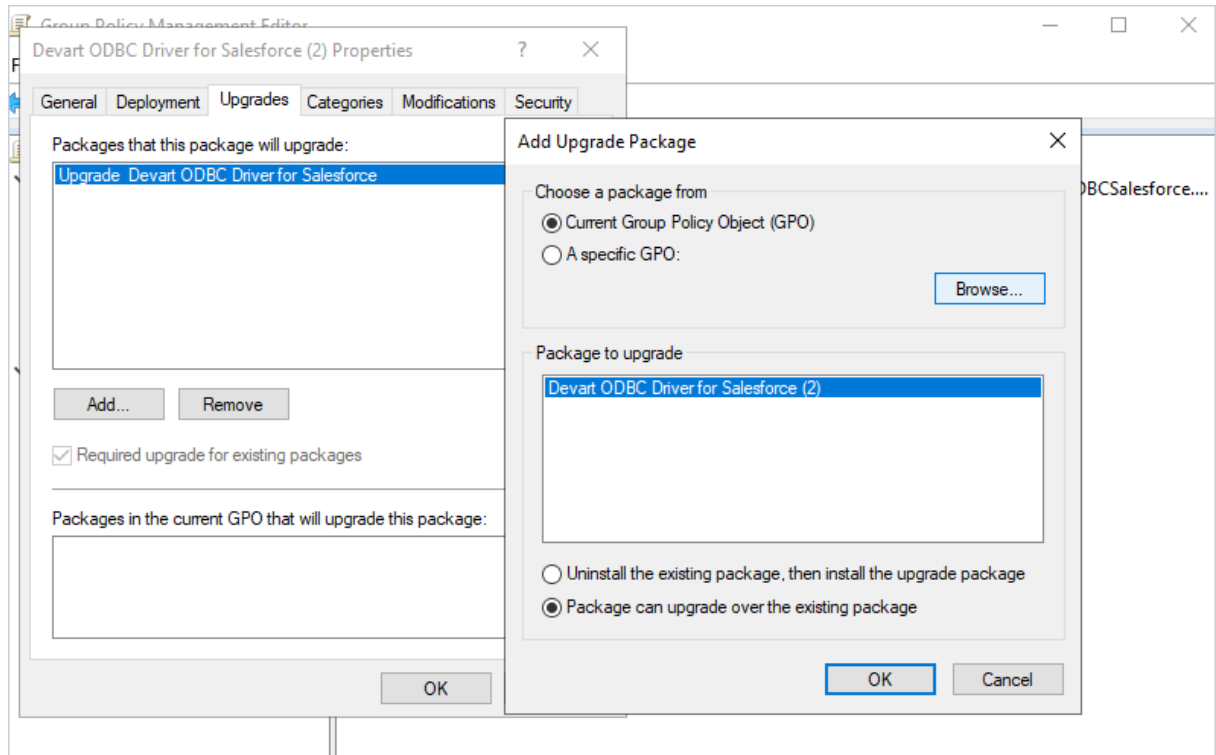 Group Policy Management Editor
Devart ODBC Driver for Salesforce (2) Properties
?
F
General Deployment Upgrades Categories Modifications Security
Packages that this package will upgrade:
Upgrade Devart ODBC Driver for Salesforce
Add...
Remove
Required upgrade for existing packages
Packages in the current GPO that will upgrade this package:
OK
Add Upgrade Package
Choose a package from
Current Group Policy Object (GPO)
A specific GPO:
Browse...
Package to upgrade
Devart ODBC Driver for Salesforce (2)
Uninstall the existing package, then install the upgrade package
Package can upgrade over the existing package
OK
Cancel
DBCSalesforce....